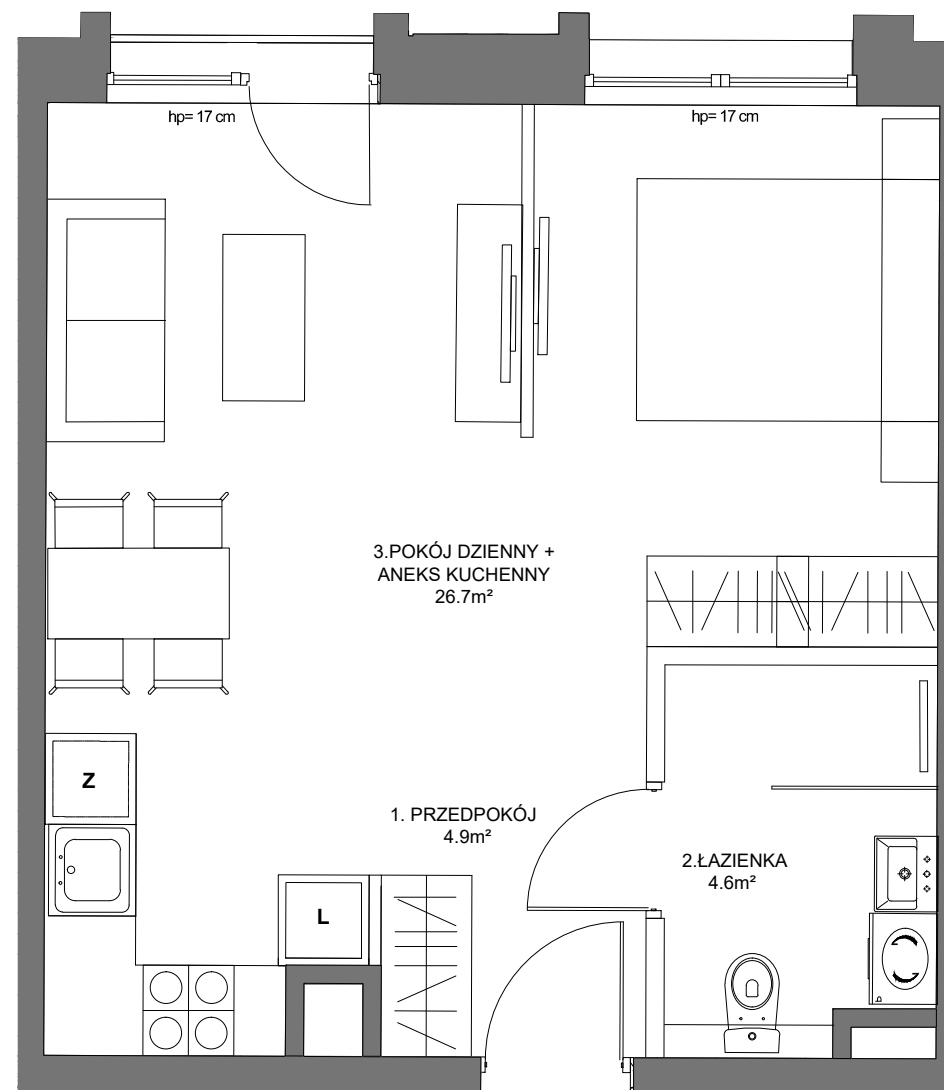 hp= 17 cm
hp= 17 cm
3.POKÓJ DZIENNY +
ANEKS KUCHENNY
26.7m²
Z
1. PRZEDPOKÓJ
4.9m²
2.ŁAZIENKA
4.6m²
L